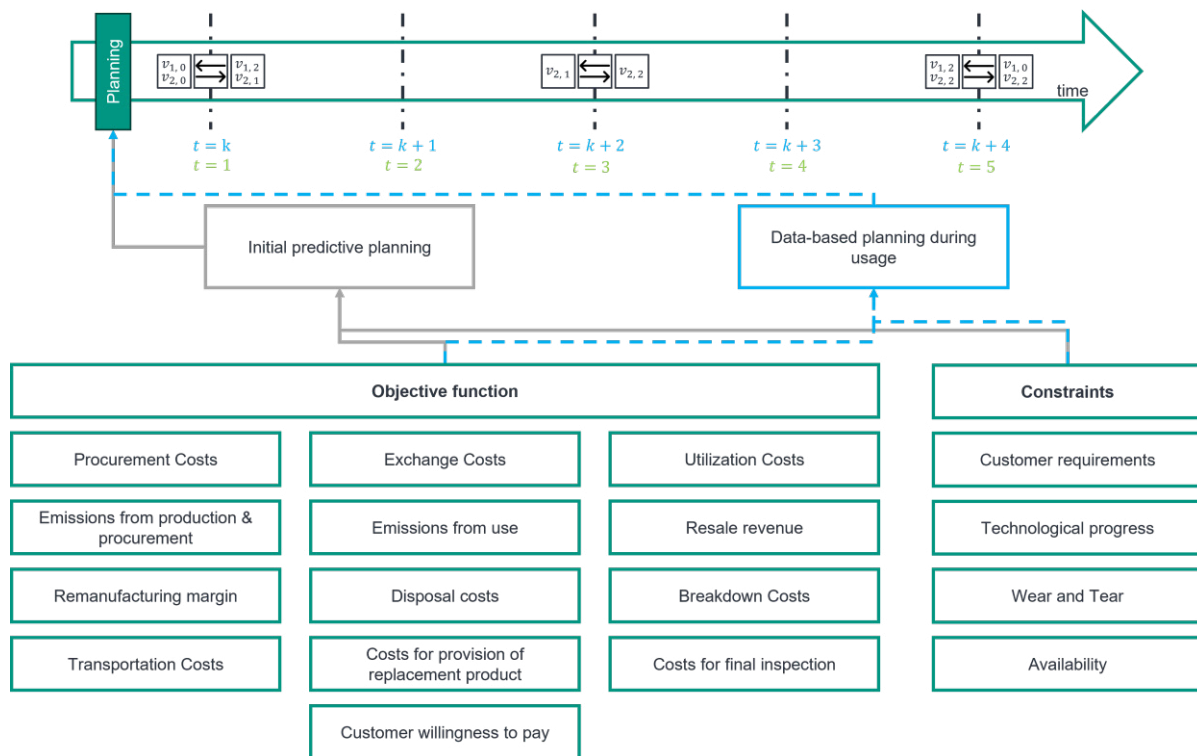 Planning
v1, 0
v2, 0
v1, 2
v2, 1
v2, 1
v2, 2
v1, 2
v2, 2
v1, 0
v2, 2
time
t = k
t = k + 1
t = k + 2
t = k + 3
t = k + 4
t = 1
t = 2
t = 3
t = 4
t = 5
Initial predictive planning
Data-based planning during
usage
Objective function
Constraints
Procurement Costs
Exchange Costs
Utilization Costs
Customer requirements
Emissions from production &
procurement
Emissions from use
Resale revenue
Technological progress
Remanufacturing margin
Disposal costs
Breakdown Costs
Wear and Tear
Transportation Costs
Costs for provision of
replacement product
Costs for final inspection
Availability
Customer willingness to pay